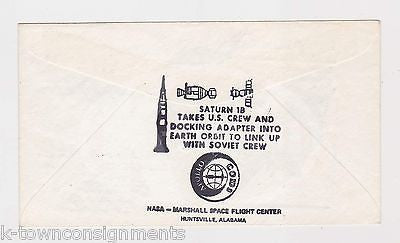 SATURN 1B
TAKES U.S. CREW AND
DOCKING ADAPTER INTO
EARTH ORBIT TO LINK UP
WITH SOVIET CREW
NASA — MARSHALL SPACE FLIGHT CENTER
HUNTSVILLE, ALABAMA
k-townconsignments